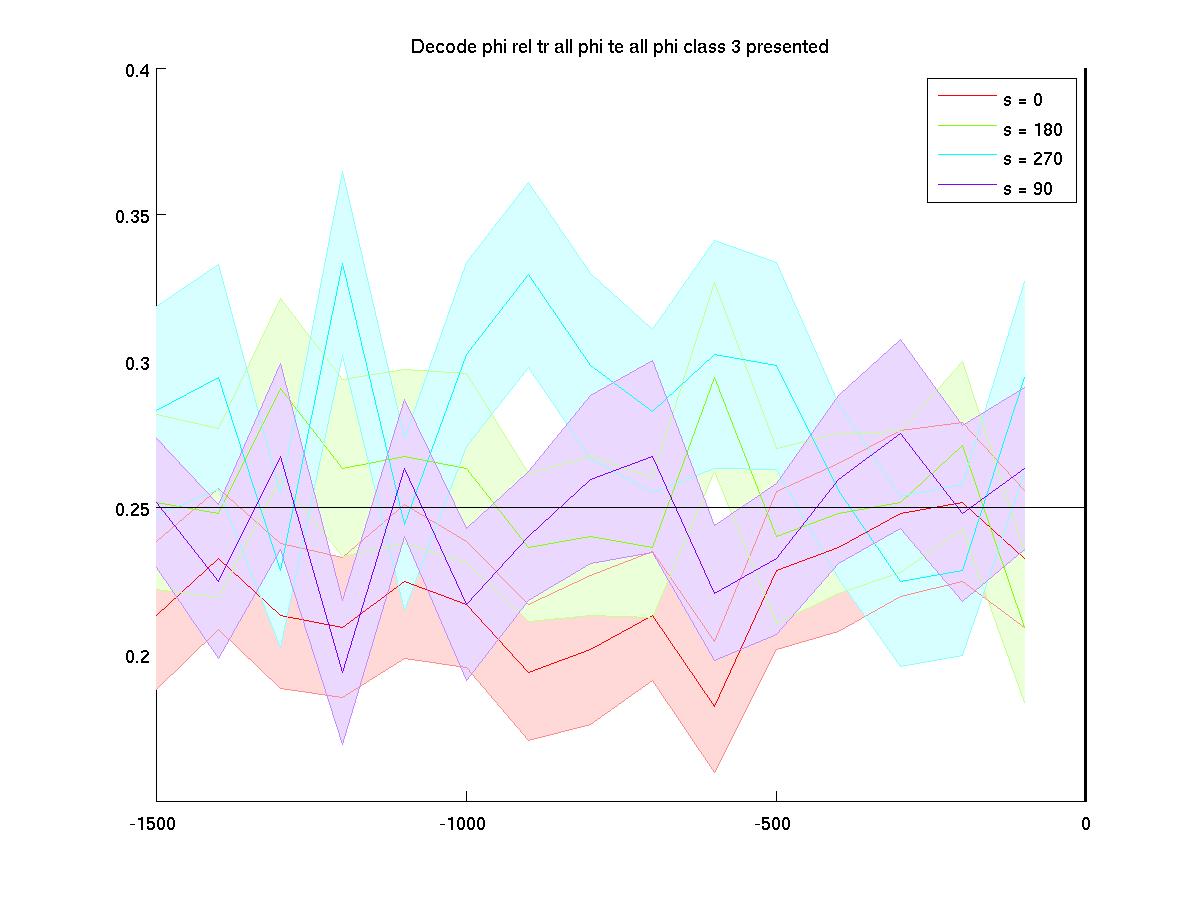 Decode phi rel tr all phi te all phi class 3 presented
0.4
0.35
0.3
0.25
0.2
s = 0
s = 180
s = 270
s = 90
-1500
-1000
-500
0